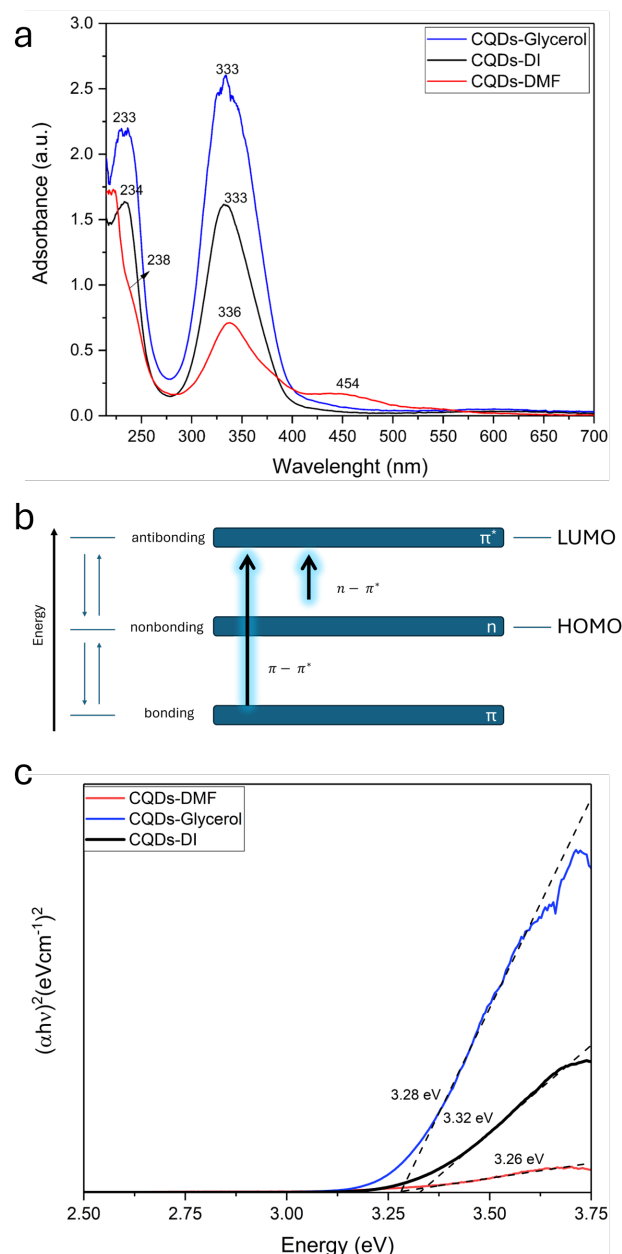 a
3.0
2.5
2.0
1.5
1.0
0.5
0.0
Adsorbance (a.u.)
CQDs-Glycerol
CQDs-DI
CQDs-DMF
333
233
234
333
238
336
454
250
300
350
400
450
500
550
600
650
700
Wavelenght (nm)
b
Energy
antibonding
π*
LUMO
n − π*
nonbonding
n
HOMO
π − π*
bonding
π
c
CQDs-DMF
CQDs-Glycerol
CQDs-DI
(αhν)²(eVcm⁻¹)²
3.28 eV
3.32 eV
3.26 eV
2.50
2.75
3.00
3.25
3.50
3.75
Energy (eV)